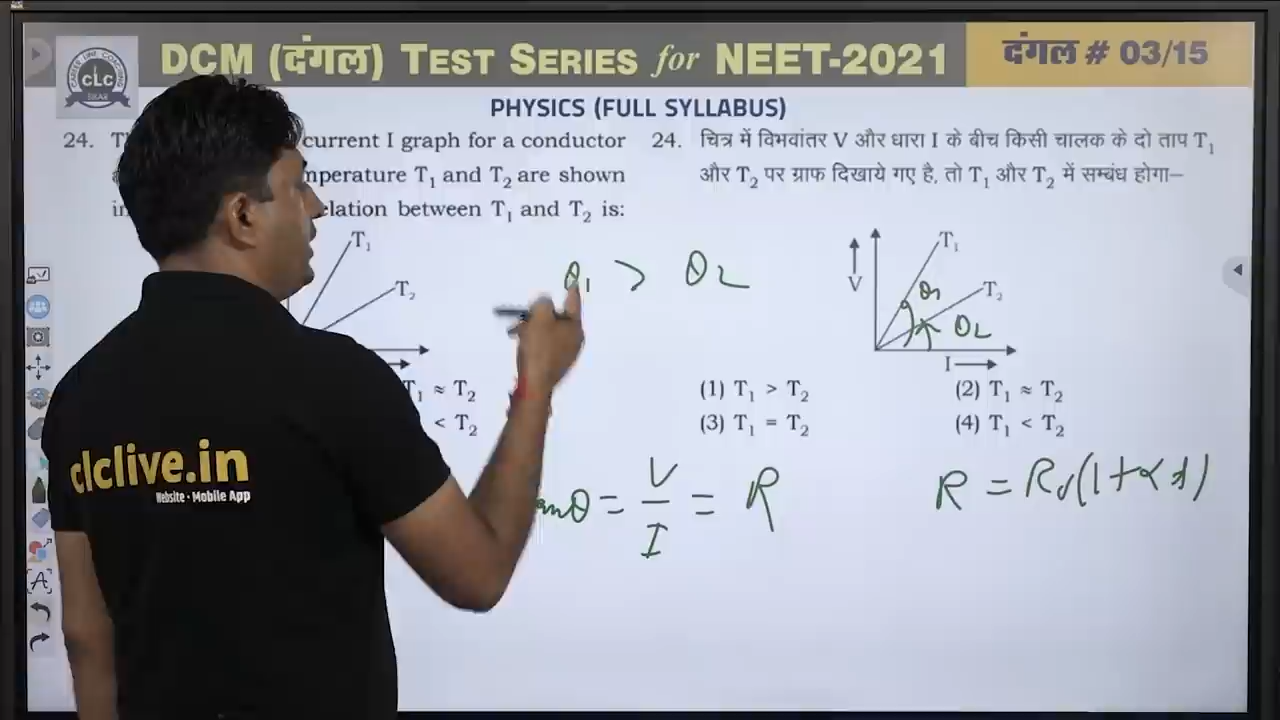 DCM (दंगल) TEST SERIES for NEET-2021
दंगल # 03/15
CLC
SIKAR
PHYSICS (FULL SYLLABUS)
24. current I graph for a conductor
T₁ and T₂ are shown
between T₁ and T₂ is:
T₁
T₂
T₁ ≈ T₂
< T₂
24. चित्र में विभवांतर V और धारा I के बीच किसी चालक के दो ताप T₁
और T₂ पर ग्राफ दिखाये गए है, तो T₁ और T₂ में सम्बंध होगा–
V
T₁
T₂
θ₁
θ₂
I
(1) T₁ > T₂ (2) T₁ ≈ T₂
(3) T₁ = T₂ (4) T₁ < T₂
θ₁ > θ₂
θ = V/I = R
R = R₀(1+αt)
clclive.in
Website · Mobile App